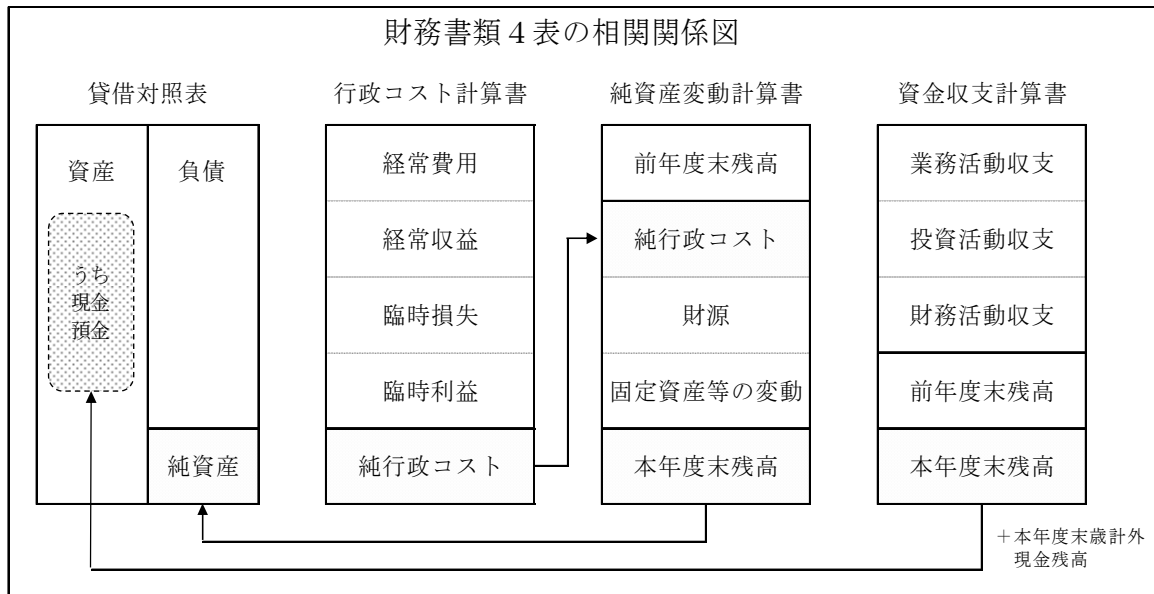 財務書類４表の相関関係図
貸借対照表
資産
負債
うち
現金
預金
純資産
行政コスト計算書
経常費用
経常収益
臨時損失
臨時利益
純行政コスト
純資産変動計算書
前年度末残高
純行政コスト
財源
固定資産等の変動
本年度末残高
資金収支計算書
業務活動収支
投資活動収支
財務活動収支
前年度末残高
本年度末残高
＋本年度末歳計外
現金残高